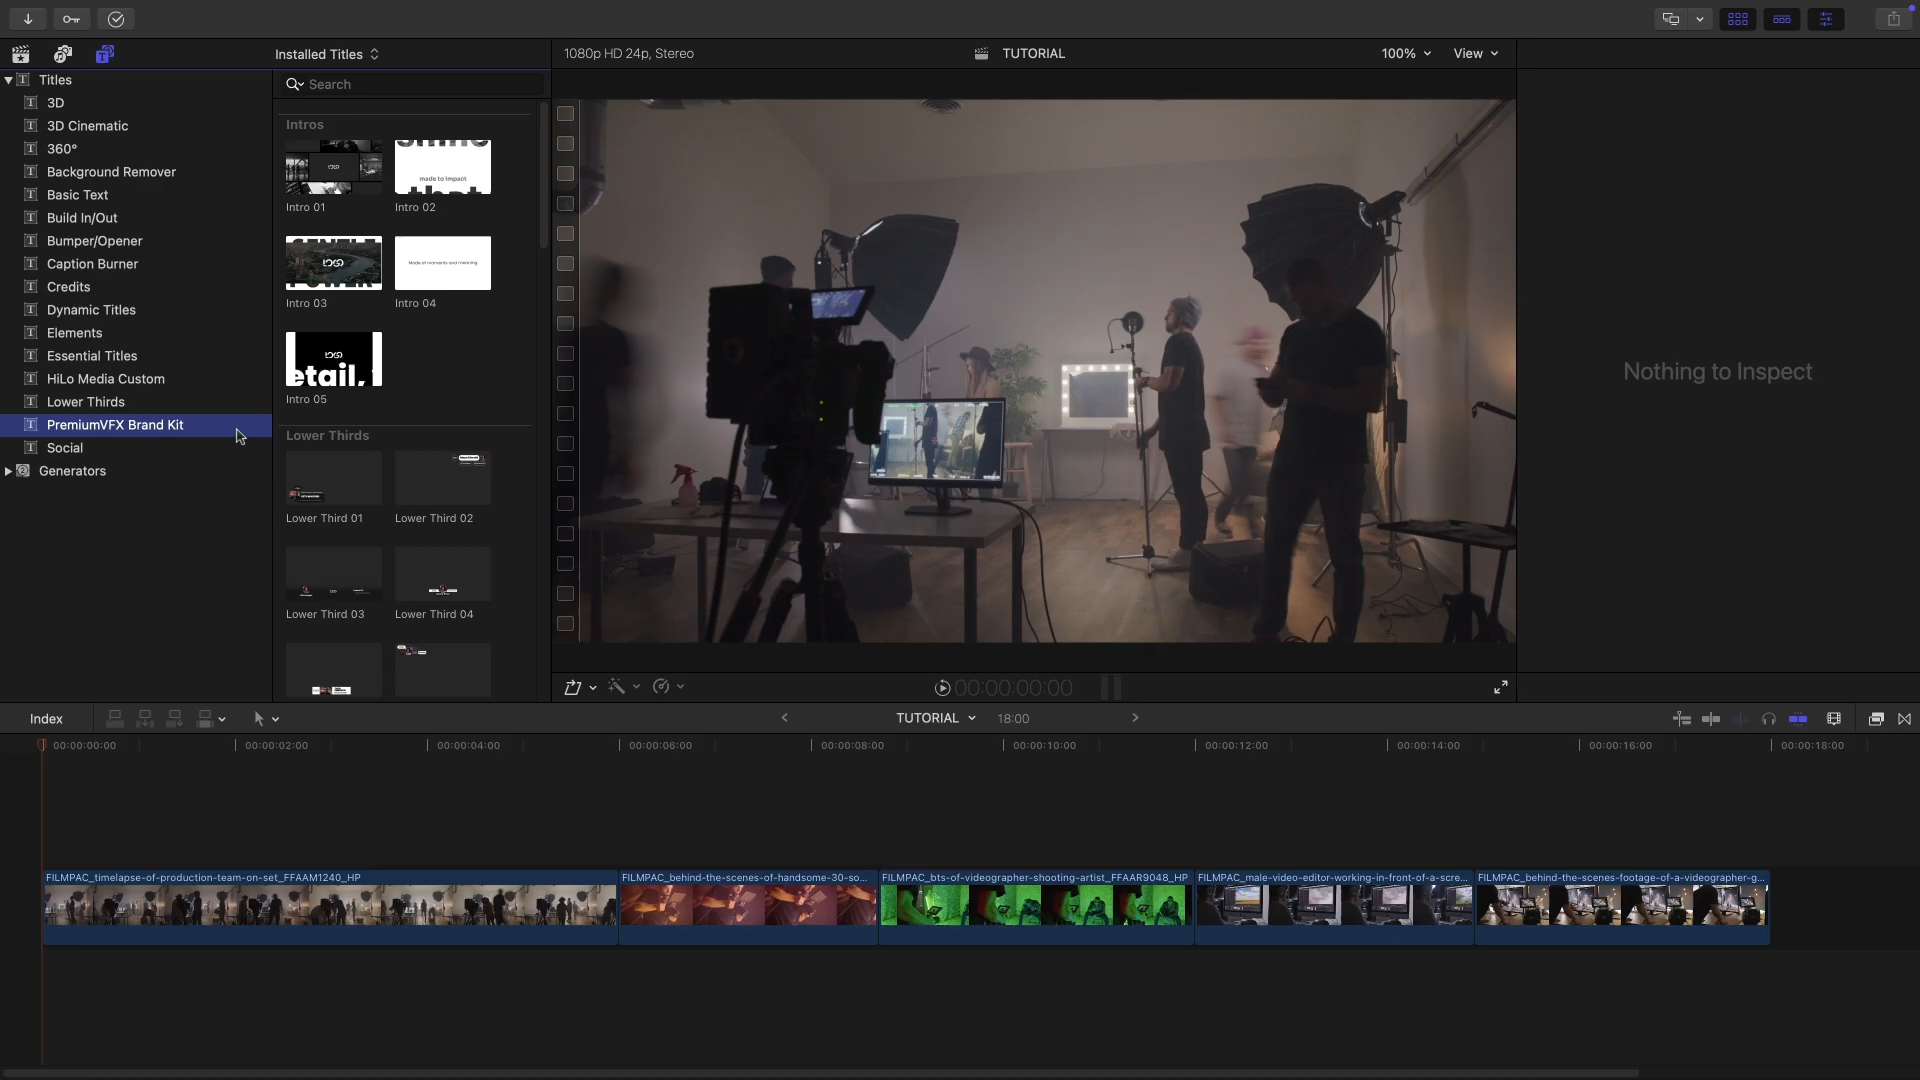 Installed Titles
1080p HD 24p, Stereo
TUTORIAL
100%
View
Titles
3D
3D Cinematic
360°
Background Remover
Basic Text
Build In/Out
Bumper/Opener
Caption Burner
Credits
Dynamic Titles
Elements
Essential Titles
HiLo Media Custom
Lower Thirds
PremiumVFX Brand Kit
Social
Generators
Search
Intros
made to impact
that
Intro 01
Intro 02
Made of moments and meaning
Intro 03
Intro 04
etail,
Intro 05
Lower Thirds
Lower Third 01
Lower Third 02
Lower Third 03
Lower Third 04
Nothing to Inspect
00:00:00:00
Index
TUTORIAL
18:00
00:00:00:00
00:00:02:00
00:00:04:00
00:00:06:00
00:00:08:00
00:00:10:00
00:00:12:00
00:00:14:00
00:00:16:00
00:00:18:00
FILMPAC_timelapse-of-production-team-on-set_FFAAM1240_HP
FILMPAC_behind-the-scenes-of-handsome-30-so...
FILMPAC_bts-of-videographer-shooting-artist_FFAAR9048_HP
FILMPAC_male-video-editor-working-in-front-of-a-scre...
FILMPAC_behind-the-scenes-footage-of-a-videographer-g...